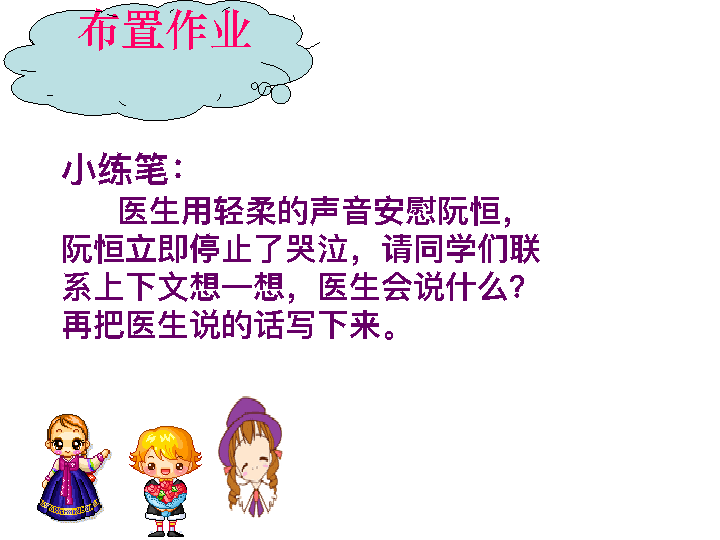 布置作业
小练笔：
医生用轻柔的声音安慰阮恒，
阮恒立即停止了哭泣，请同学们联
系上下文想一想，医生会说什么？
再把医生说的话写下来。